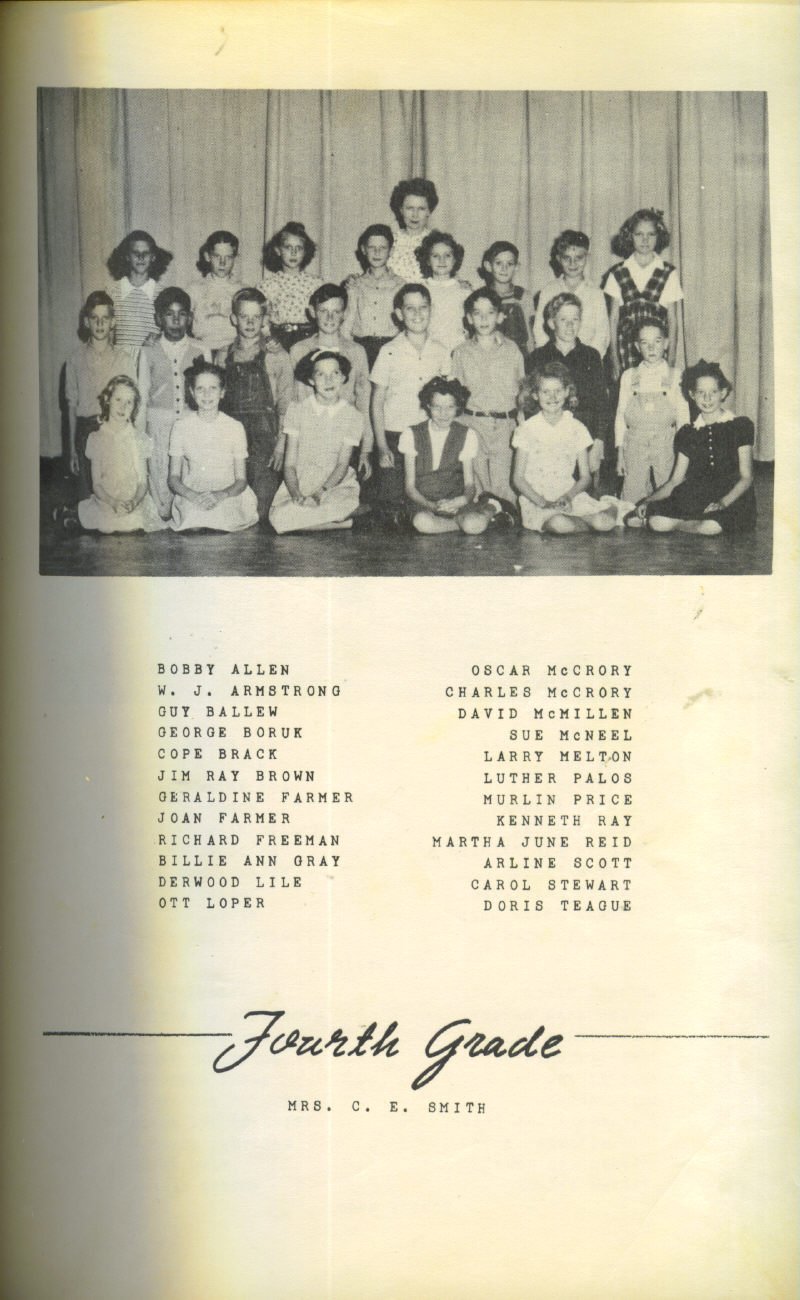 BOBBY ALLEN
W. J. ARMSTRONG
GUY BALLEW
GEORGE BORUK
COPE BRACK
JIM RAY BROWN
GERALDINE FARMER
JOAN FARMER
RICHARD FREEMAN
BILLIE ANN GRAY
DERWOOD LILE
OTT LOPER
OSCAR McCRORY
CHARLES McCRORY
DAVID McMILLEN
SUE McNEEL
LARRY MELTON
LUTHER PALOS
MURLIN PRICE
KENNETH RAY
MARTHA JUNE REID
ARLINE SCOTT
CAROL STEWART
DORIS TEAGUE
Fourth Grade
MRS. C. E. SMITH